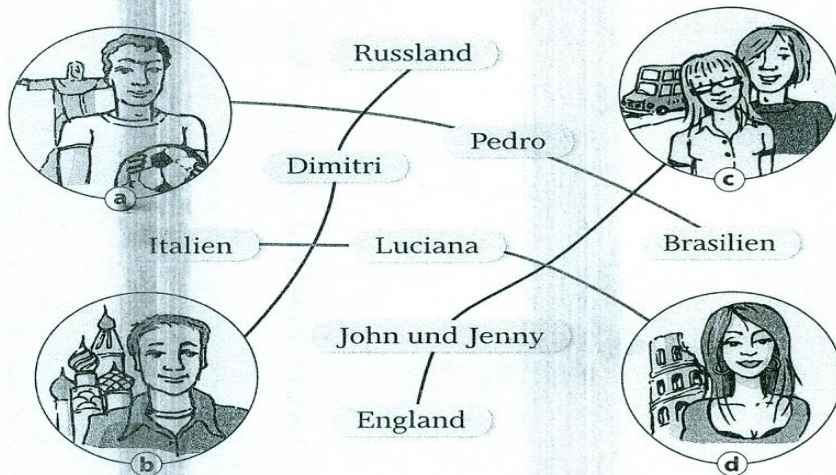 Russland
a
c
Pedro
Dimitri
Italien
Luciana
Brasilien
John und Jenny
England
b
d